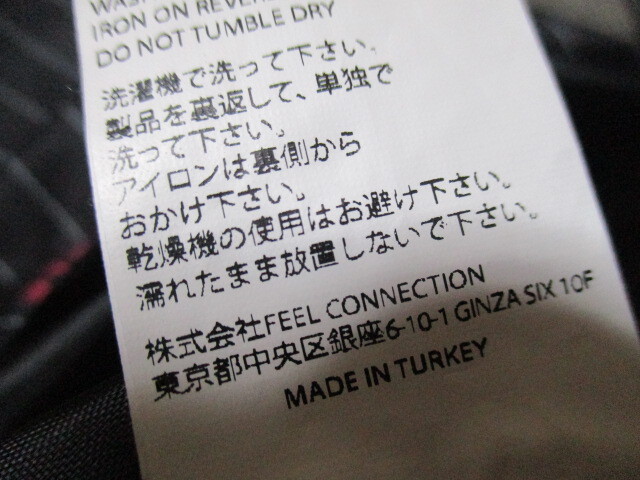 IRON ON REVERS
DO NOT TUMBLE DRY
洗濯機で洗って下さい。
製品を裏返して、単独で
洗って下さい。
アイロンは裏側から
おかけ下さい。
乾燥機の使用はお避け下さい。
濡れたまま放置しないで下さい。
株式会社FEEL CONNECTION
東京都中央区銀座6-10-1 GINZA SIX 10F
MADE IN TURKEY